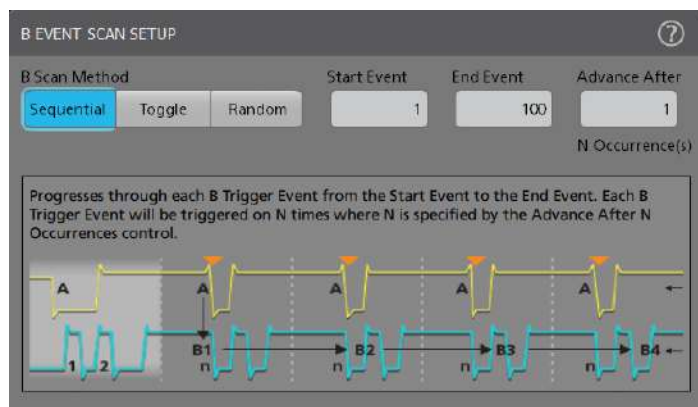 B EVENT SCAN SETUP ?
B Scan Method Start Event End Event Advance After
Sequential Toggle Random 1 100 1
N Occurrence(s)
Progresses through each B Trigger Event from the Start Event to the End Event. Each B
Trigger Event will be triggered on N times where N is specified by the Advance After N
Occurrences control.
A A A A A
1 2 B1 B2 B3 B4
n n n n